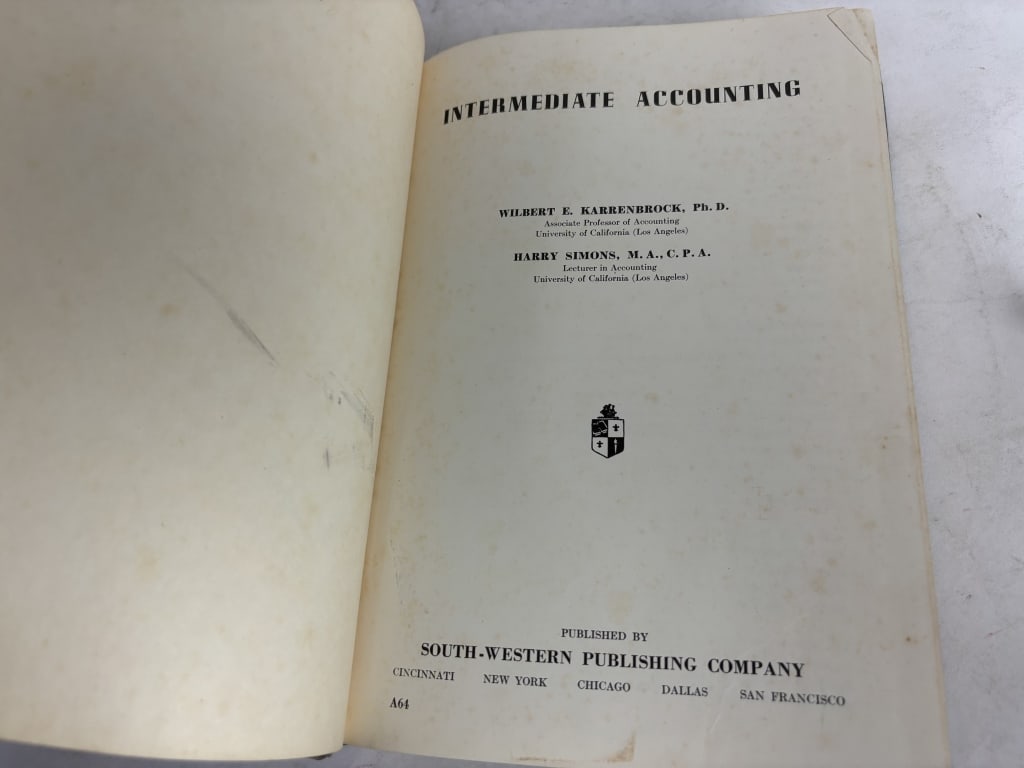 INTERMEDIATE ACCOUNTING
WILBERT E. KARRENBROCK, Ph. D.
Associate Professor of Accounting
University of California (Los Angeles)
HARRY SIMONS, M. A., C. P. A.
Lecturer in Accounting
University of California (Los Angeles)
PUBLISHED BY
SOUTH-WESTERN PUBLISHING COMPANY
CINCINNATI NEW YORK CHICAGO DALLAS SAN FRANCISCO
A64